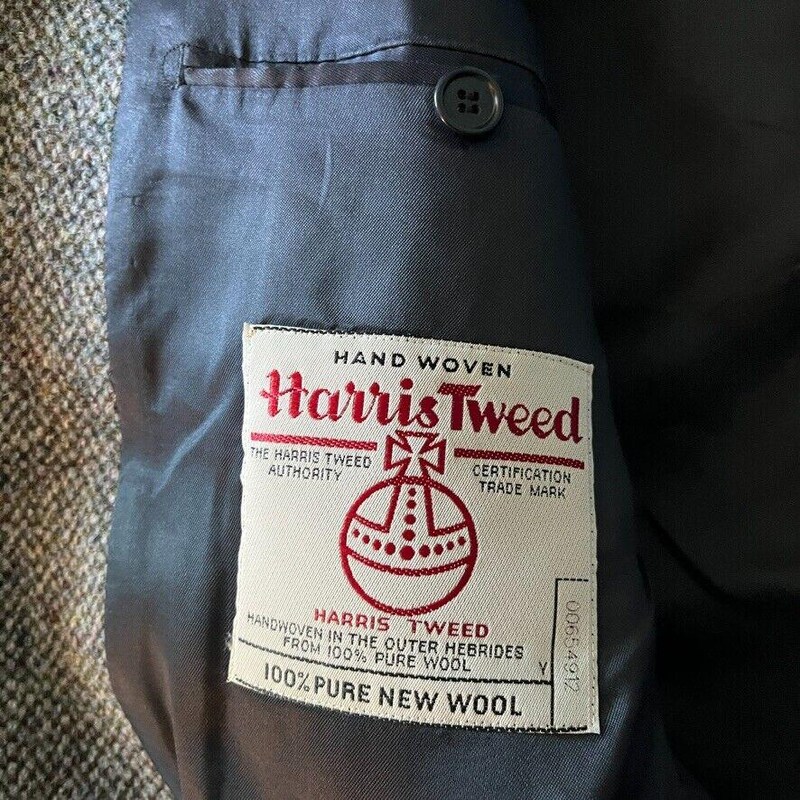 HAND WOVEN
Harris Tweed
THE HARRIS TWEED
AUTHORITY
CERTIFICATION
TRADE MARK
HARRIS TWEED
HANDWOVEN IN THE OUTER HEBRIDES
FROM 100% PURE WOOL
Y
100% PURE NEW WOOL
00654912